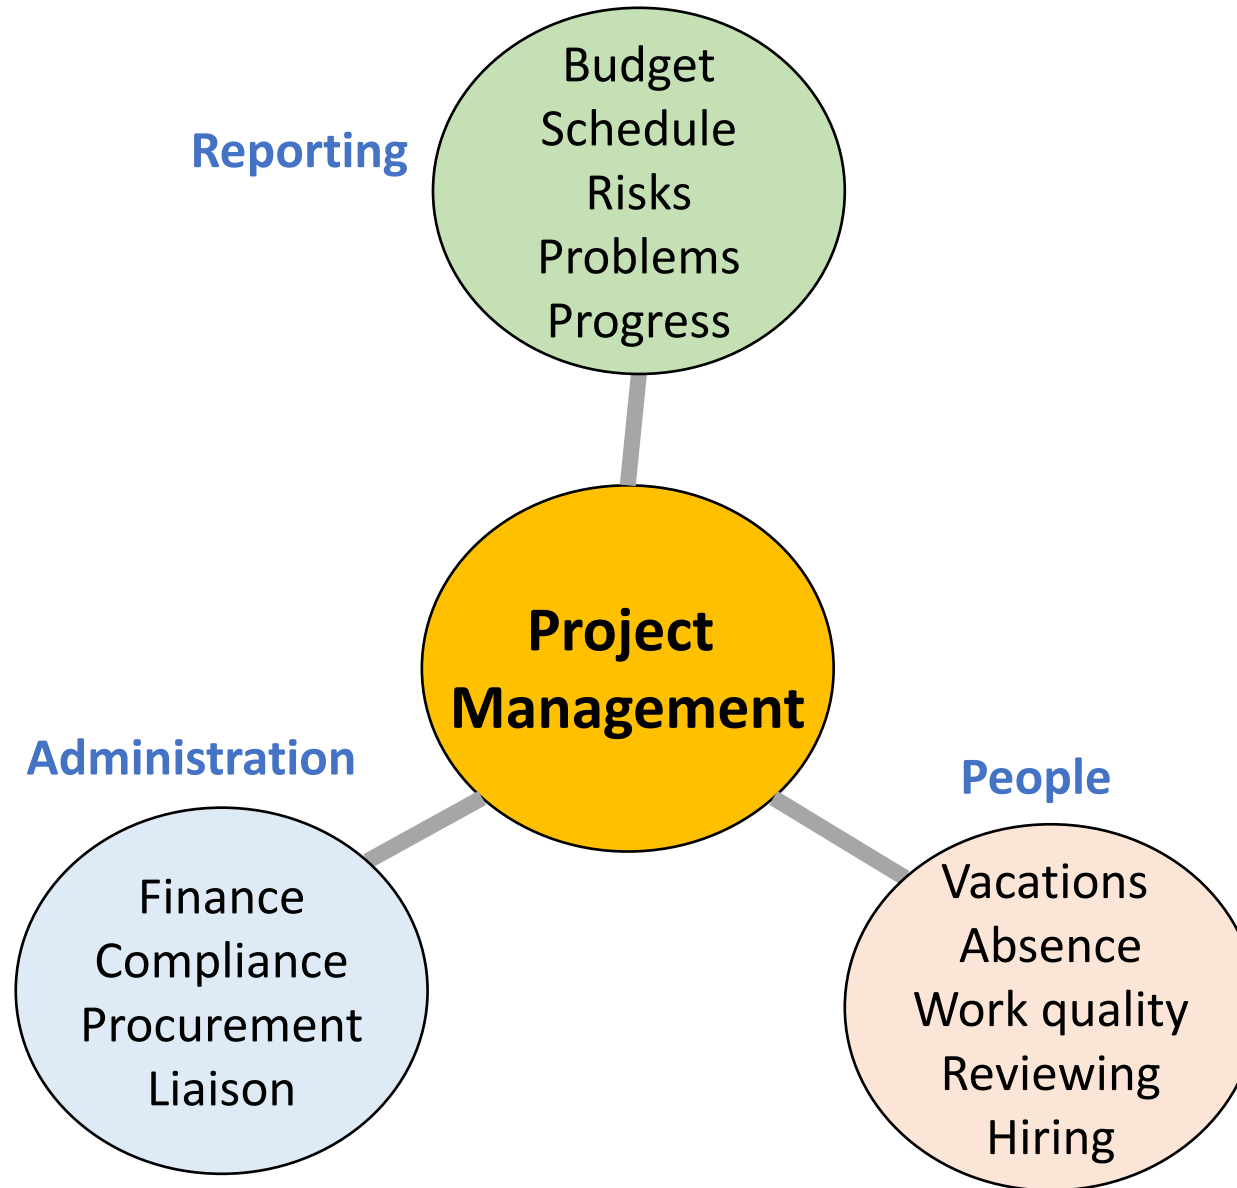 Reporting
Budget
Schedule
Risks
Problems
Progress
Project
Management
Administration
Finance
Compliance
Procurement
Liaison
People
Vacations
Absence
Work quality
Reviewing
Hiring